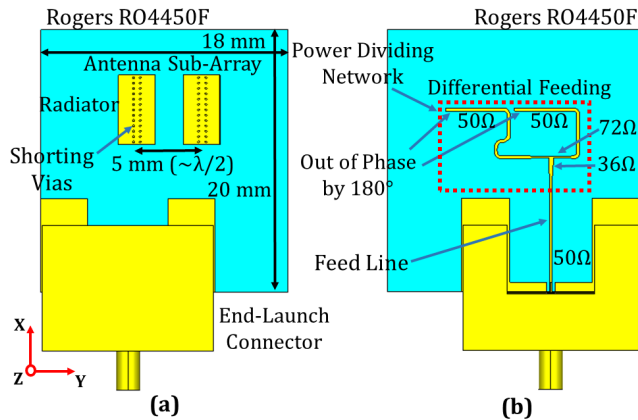 Rogers RO4450F
18 mm
Antenna Sub-Array
Radiator
Shorting
Vias
5 mm (~λ/2)
20 mm
End-Launch
Connector
X
Z
Y
(a)
Rogers RO4450F
Power Dividing
Network
Differential Feeding
50Ω
50Ω
72Ω
Out of Phase
by 180°
36Ω
Feed Line
50Ω
(b)